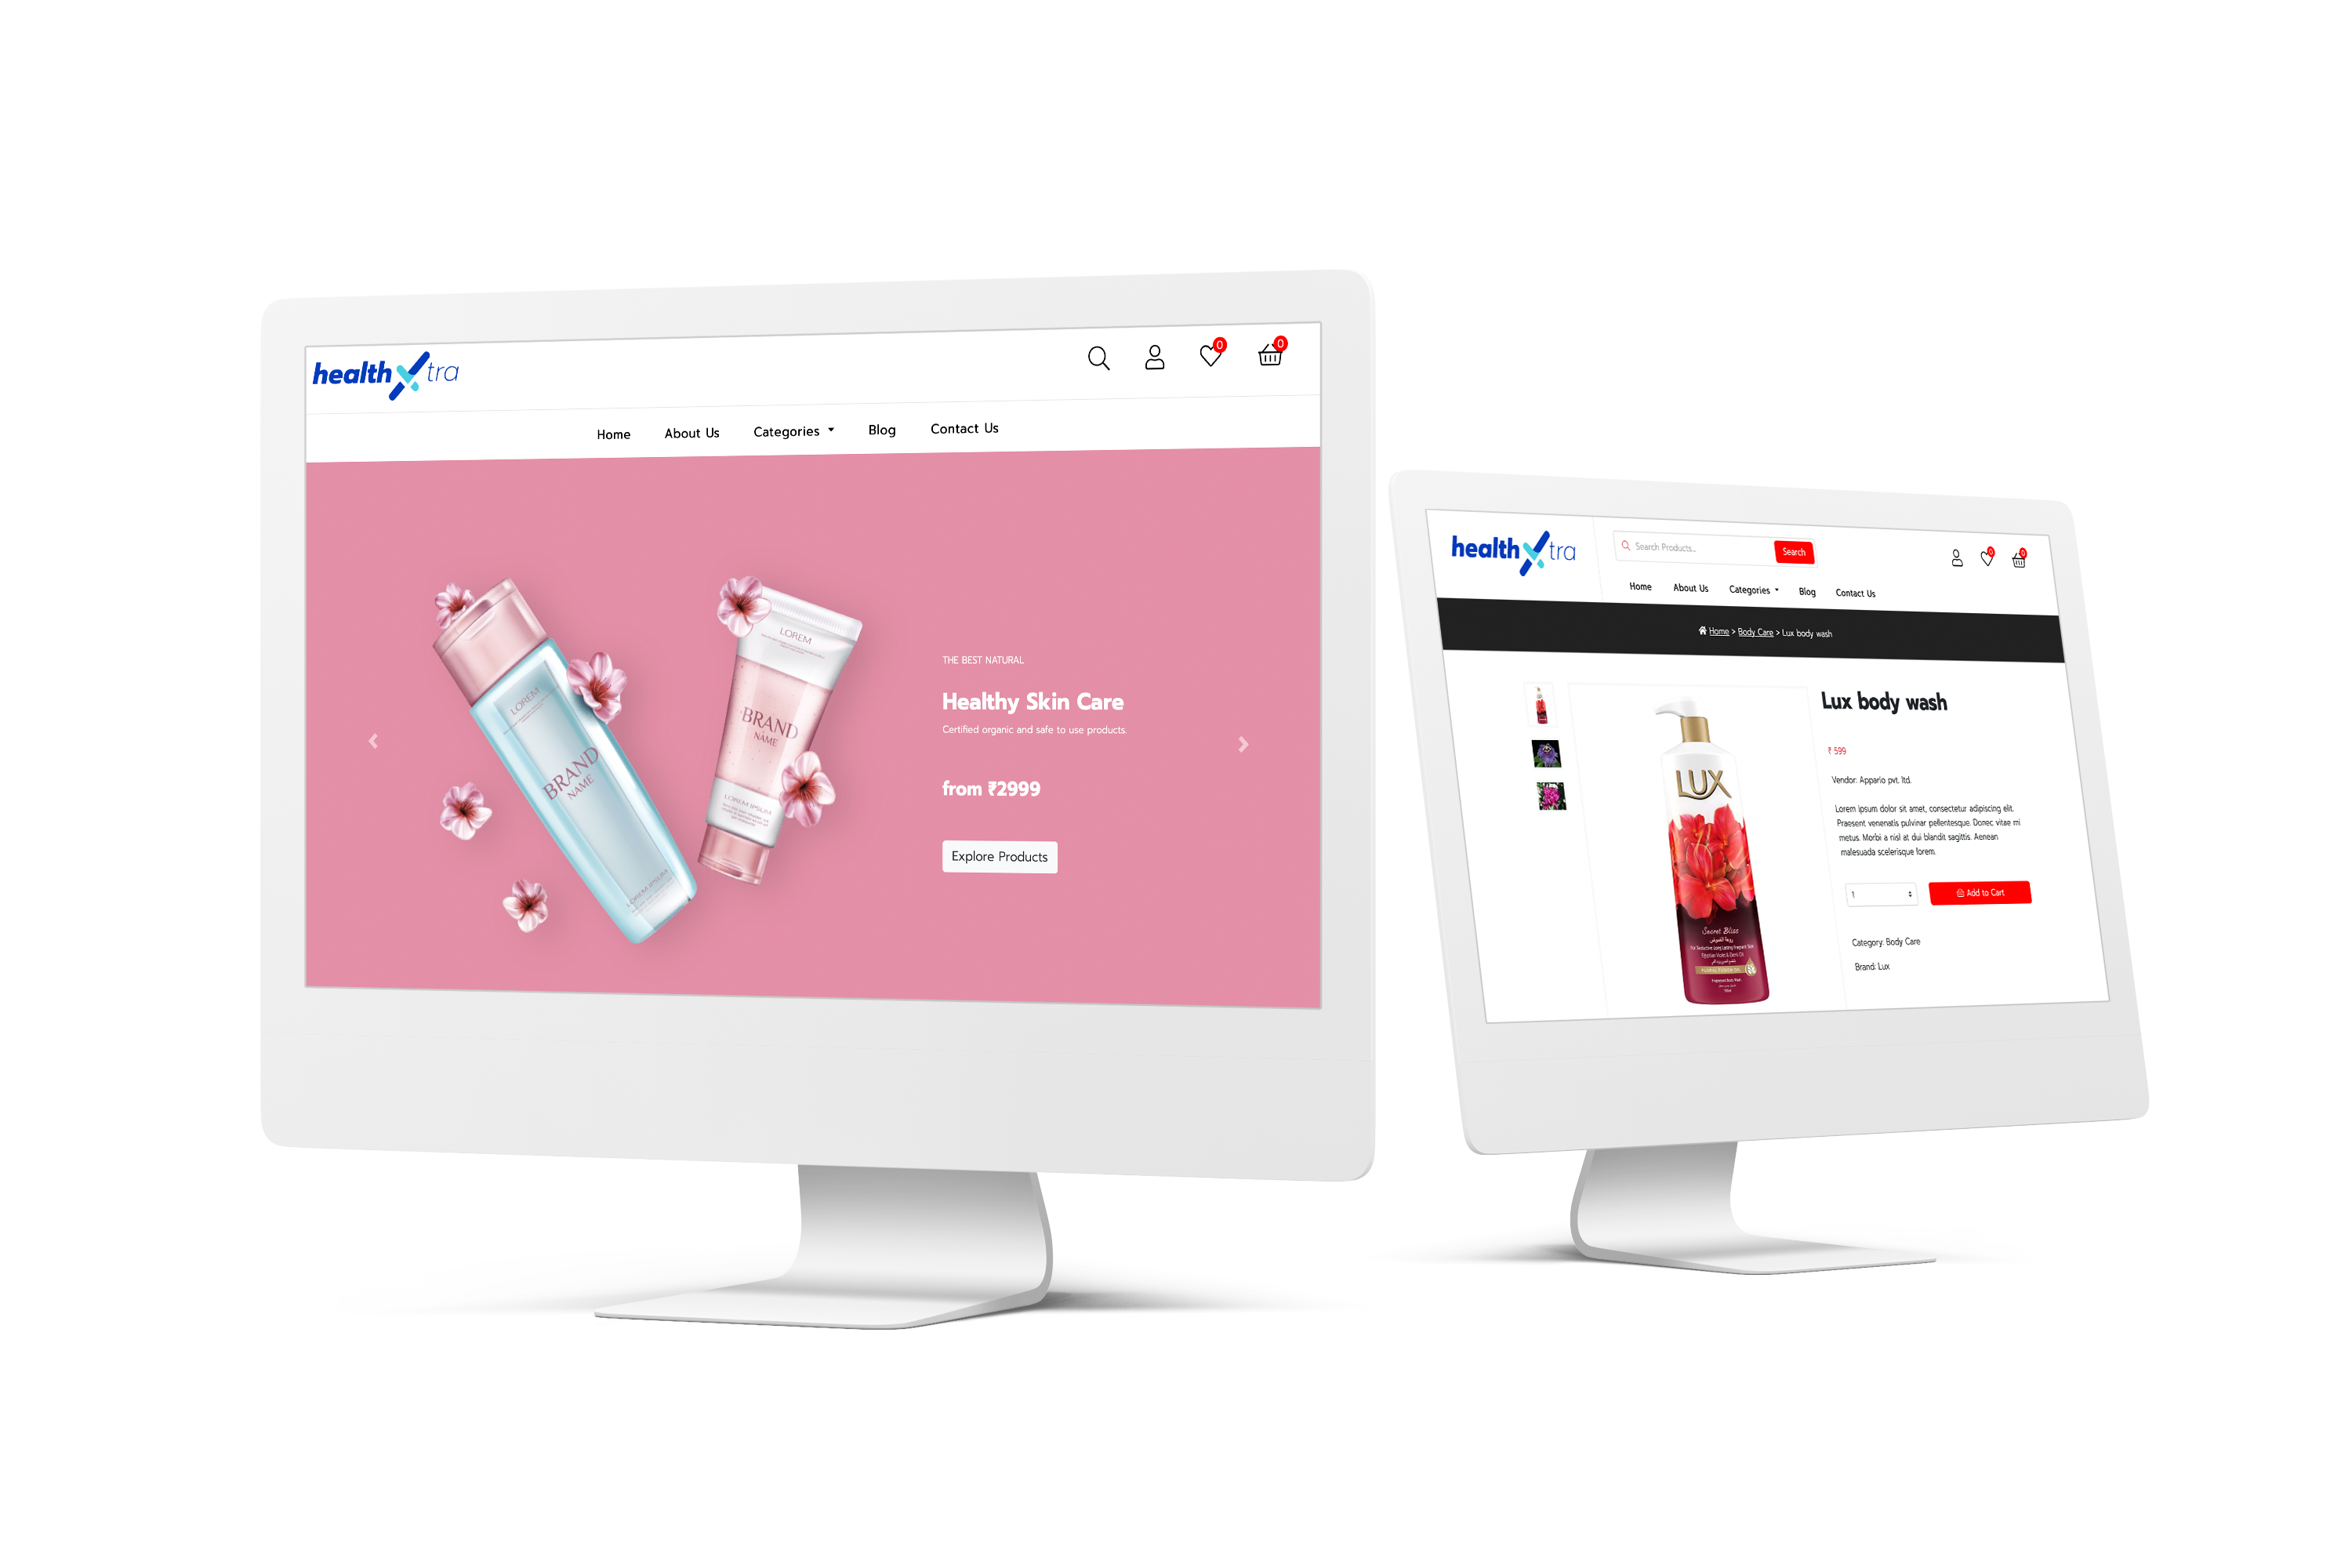 healthXtra
0
0
Home
About Us
Categories
Blog
Contact Us
LOREM
BRAND
NAME
LOREM IPSUM
LOREM
BRAND
NAME
LOREM IPSUM
THE BEST NATURAL
Healthy Skin Care
Certified organic and safe to use products.
from ₹2999
Explore Products
healthXtra
Search Products...
Search
0
0
Home
About Us
Categories
Blog
Contact Us
Home > Body Care > Lux body wash
LUX
Secret Bliss
Lux body wash
₹ 599
Vendor: Appario pvt. ltd.
Lorem ipsum dolor sit amet, consectetur adipiscing elit.
Praesent venenatis pulvinar pellentesque. Donec vitae mi
metus. Morbi a nisl at dui blandit sagittis. Aenean
malesuada scelerisque lorem.
1
Add to Cart
Category: Body Care
Brand: Lux